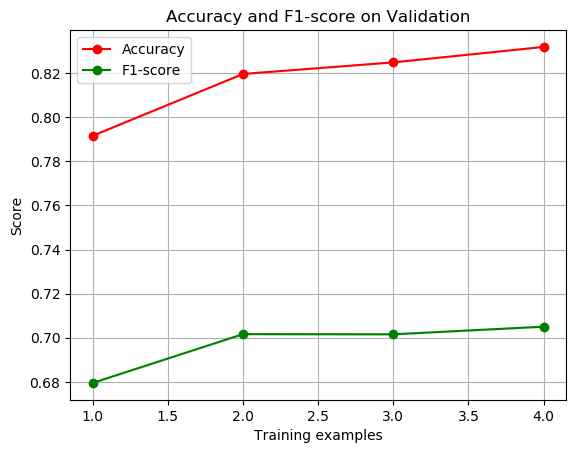 Accuracy and F1-score on Validation
Accuracy
F1-score
0.82
0.80
0.78
0.76
0.74
0.72
0.70
0.68
Score
1.0 1.5 2.0 2.5 3.0 3.5 4.0
Training examples